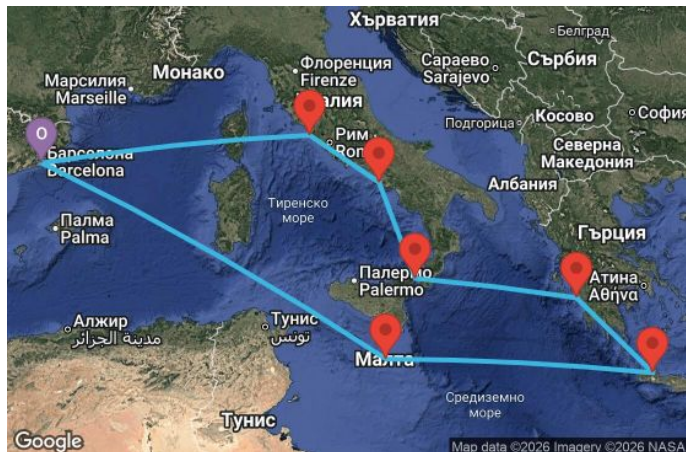 Хърватия
Белград
Флоренция
Firenze
Сараево
Sarajevo
Сърбия
Монако
Марсилия
Marseille
Италия
Косово
София
Подгорица
Рим
Северна
Македония
O
Барселона
Barcelona
Албания
Тиренско
море
Палма
Palma
Гърция
Палермо
Palermo
Атина
Αθήνα
Алжир
مدينة الجزائر
Тунис
تونس
Малта
Средиземно
море
Тунис
Google
Map data ©2026 Imagery ©2026 NASA